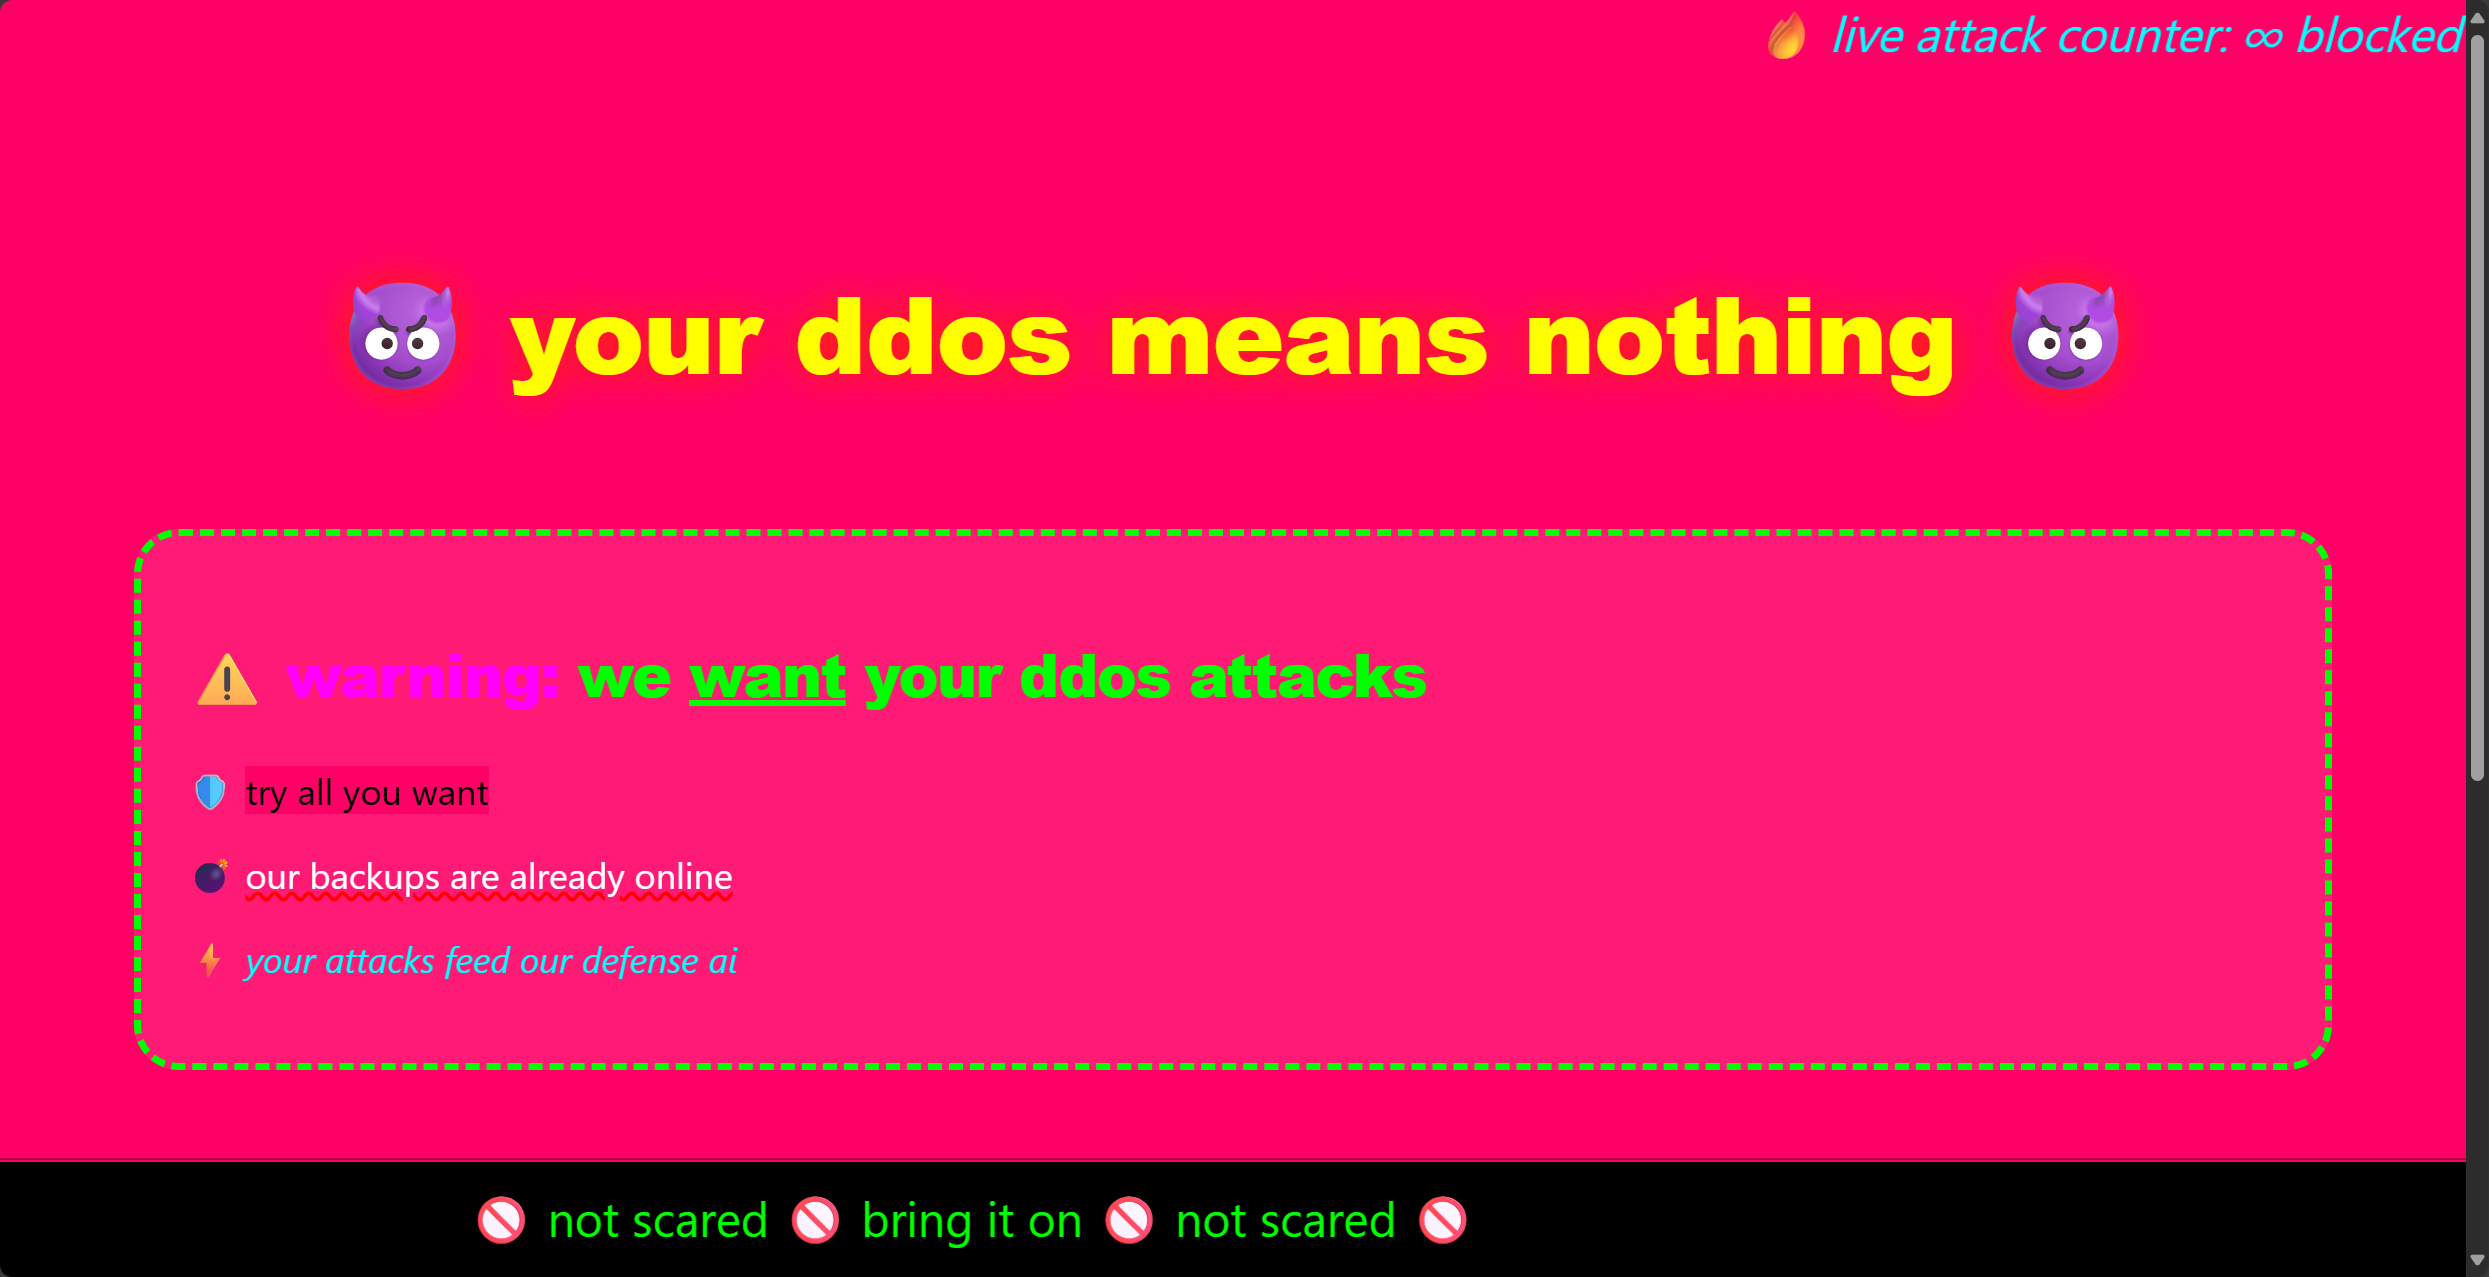 🔥 live attack counter: ∞ blocked
😈 your ddos means nothing 😈
⚠️ warning: we want your ddos attacks
🛡️ try all you want
💣 our backups are already online
⚡ your attacks feed our defense ai
🚫 not scared 🚫 bring it on 🚫 not scared 🚫